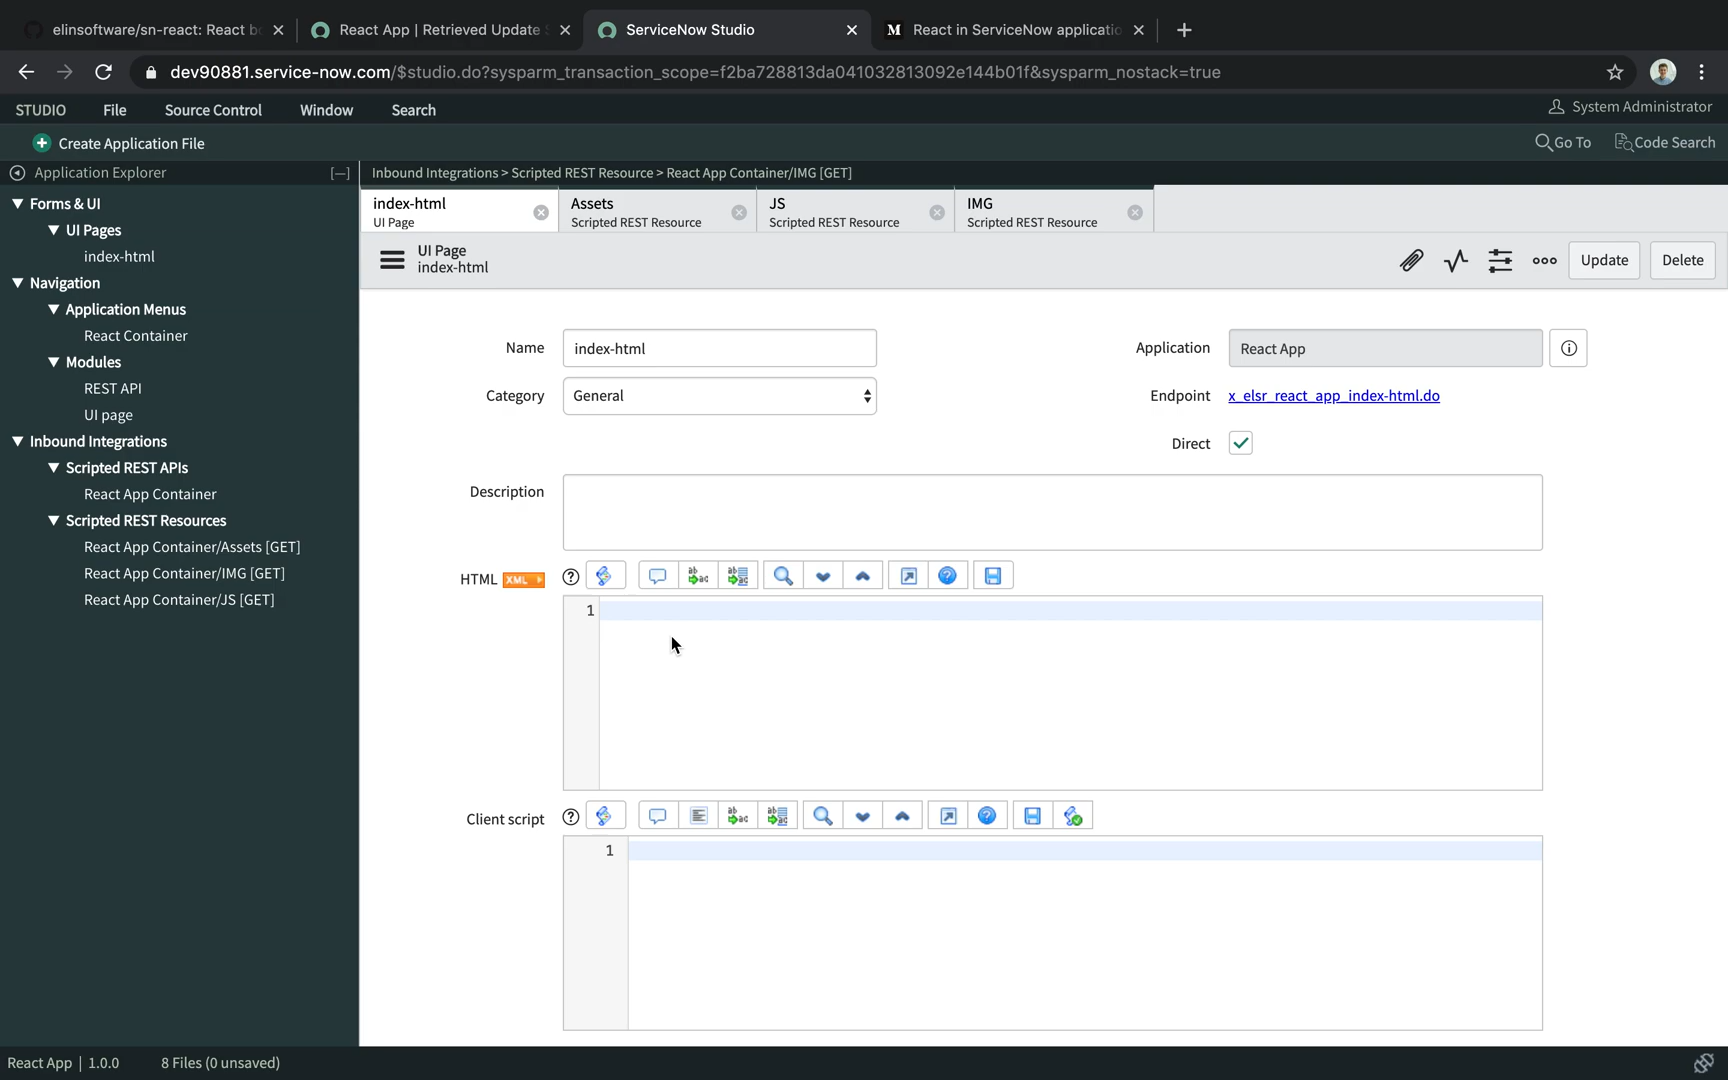 elinsoftware/sn-react: React b
React App | Retrieved Update
ServiceNow Studio
M React in ServiceNow applicatio
dev90881.service-now.com/$studio.do?sysparm_transaction_scope=f2ba728813da041032813092e144b01f&sysparm_nostack=true
STUDIO File Source Control Window Search
System Administrator
Create Application File
Go To Code Search
Application Explorer [—]
Inbound Integrations > Scripted REST Resource > React App Container/IMG [GET]
Forms & UI
UI Pages
index-html
Navigation
Application Menus
React Container
Modules
REST API
UI page
Inbound Integrations
Scripted REST APIs
React App Container
Scripted REST Resources
React App Container/Assets [GET]
React App Container/IMG [GET]
React App Container/JS [GET]
index-html
UI Page
Assets
Scripted REST Resource
JS
Scripted REST Resource
IMG
Scripted REST Resource
UI Page
index-html
Update Delete
Name index-html
Application React App
Category General
Endpoint x_elsr_react_app_index-html.do
Direct
Description
HTML XML
1
Client script
1
React App | 1.0.0 8 Files (0 unsaved)